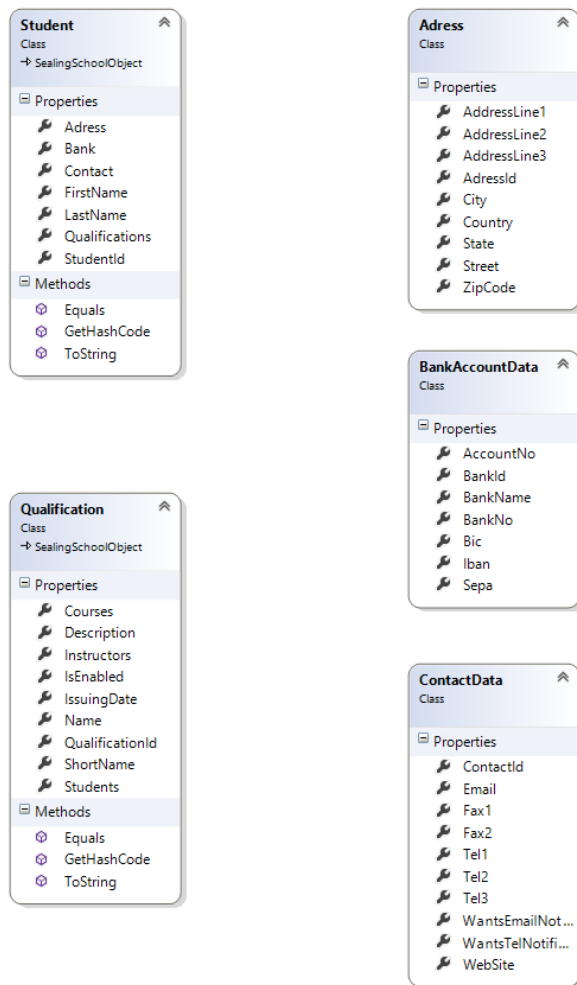 Student
Class
SealingSchoolObject
Properties
Adress
Bank
Contact
FirstName
LastName
Qualifications
StudentId
Methods
Equals
GetHashCode
ToString
Qualification
Class
SealingSchoolObject
Properties
Courses
Description
Instructors
IsEnabled
IssuingDate
Name
QualificationId
ShortName
Students
Methods
Equals
GetHashCode
ToString
Adress
Class
Properties
AddressLine1
AddressLine2
AddressLine3
AdressId
City
Country
State
Street
ZipCode
BankAccountData
Class
Properties
AccountNo
BankId
BankName
BankNo
Bic
Iban
Sepa
ContactData
Class
Properties
ContactId
Email
Fax1
Fax2
Tel1
Tel2
Tel3
WantsEmailNot...
WantsTelNotifi...
WebSite